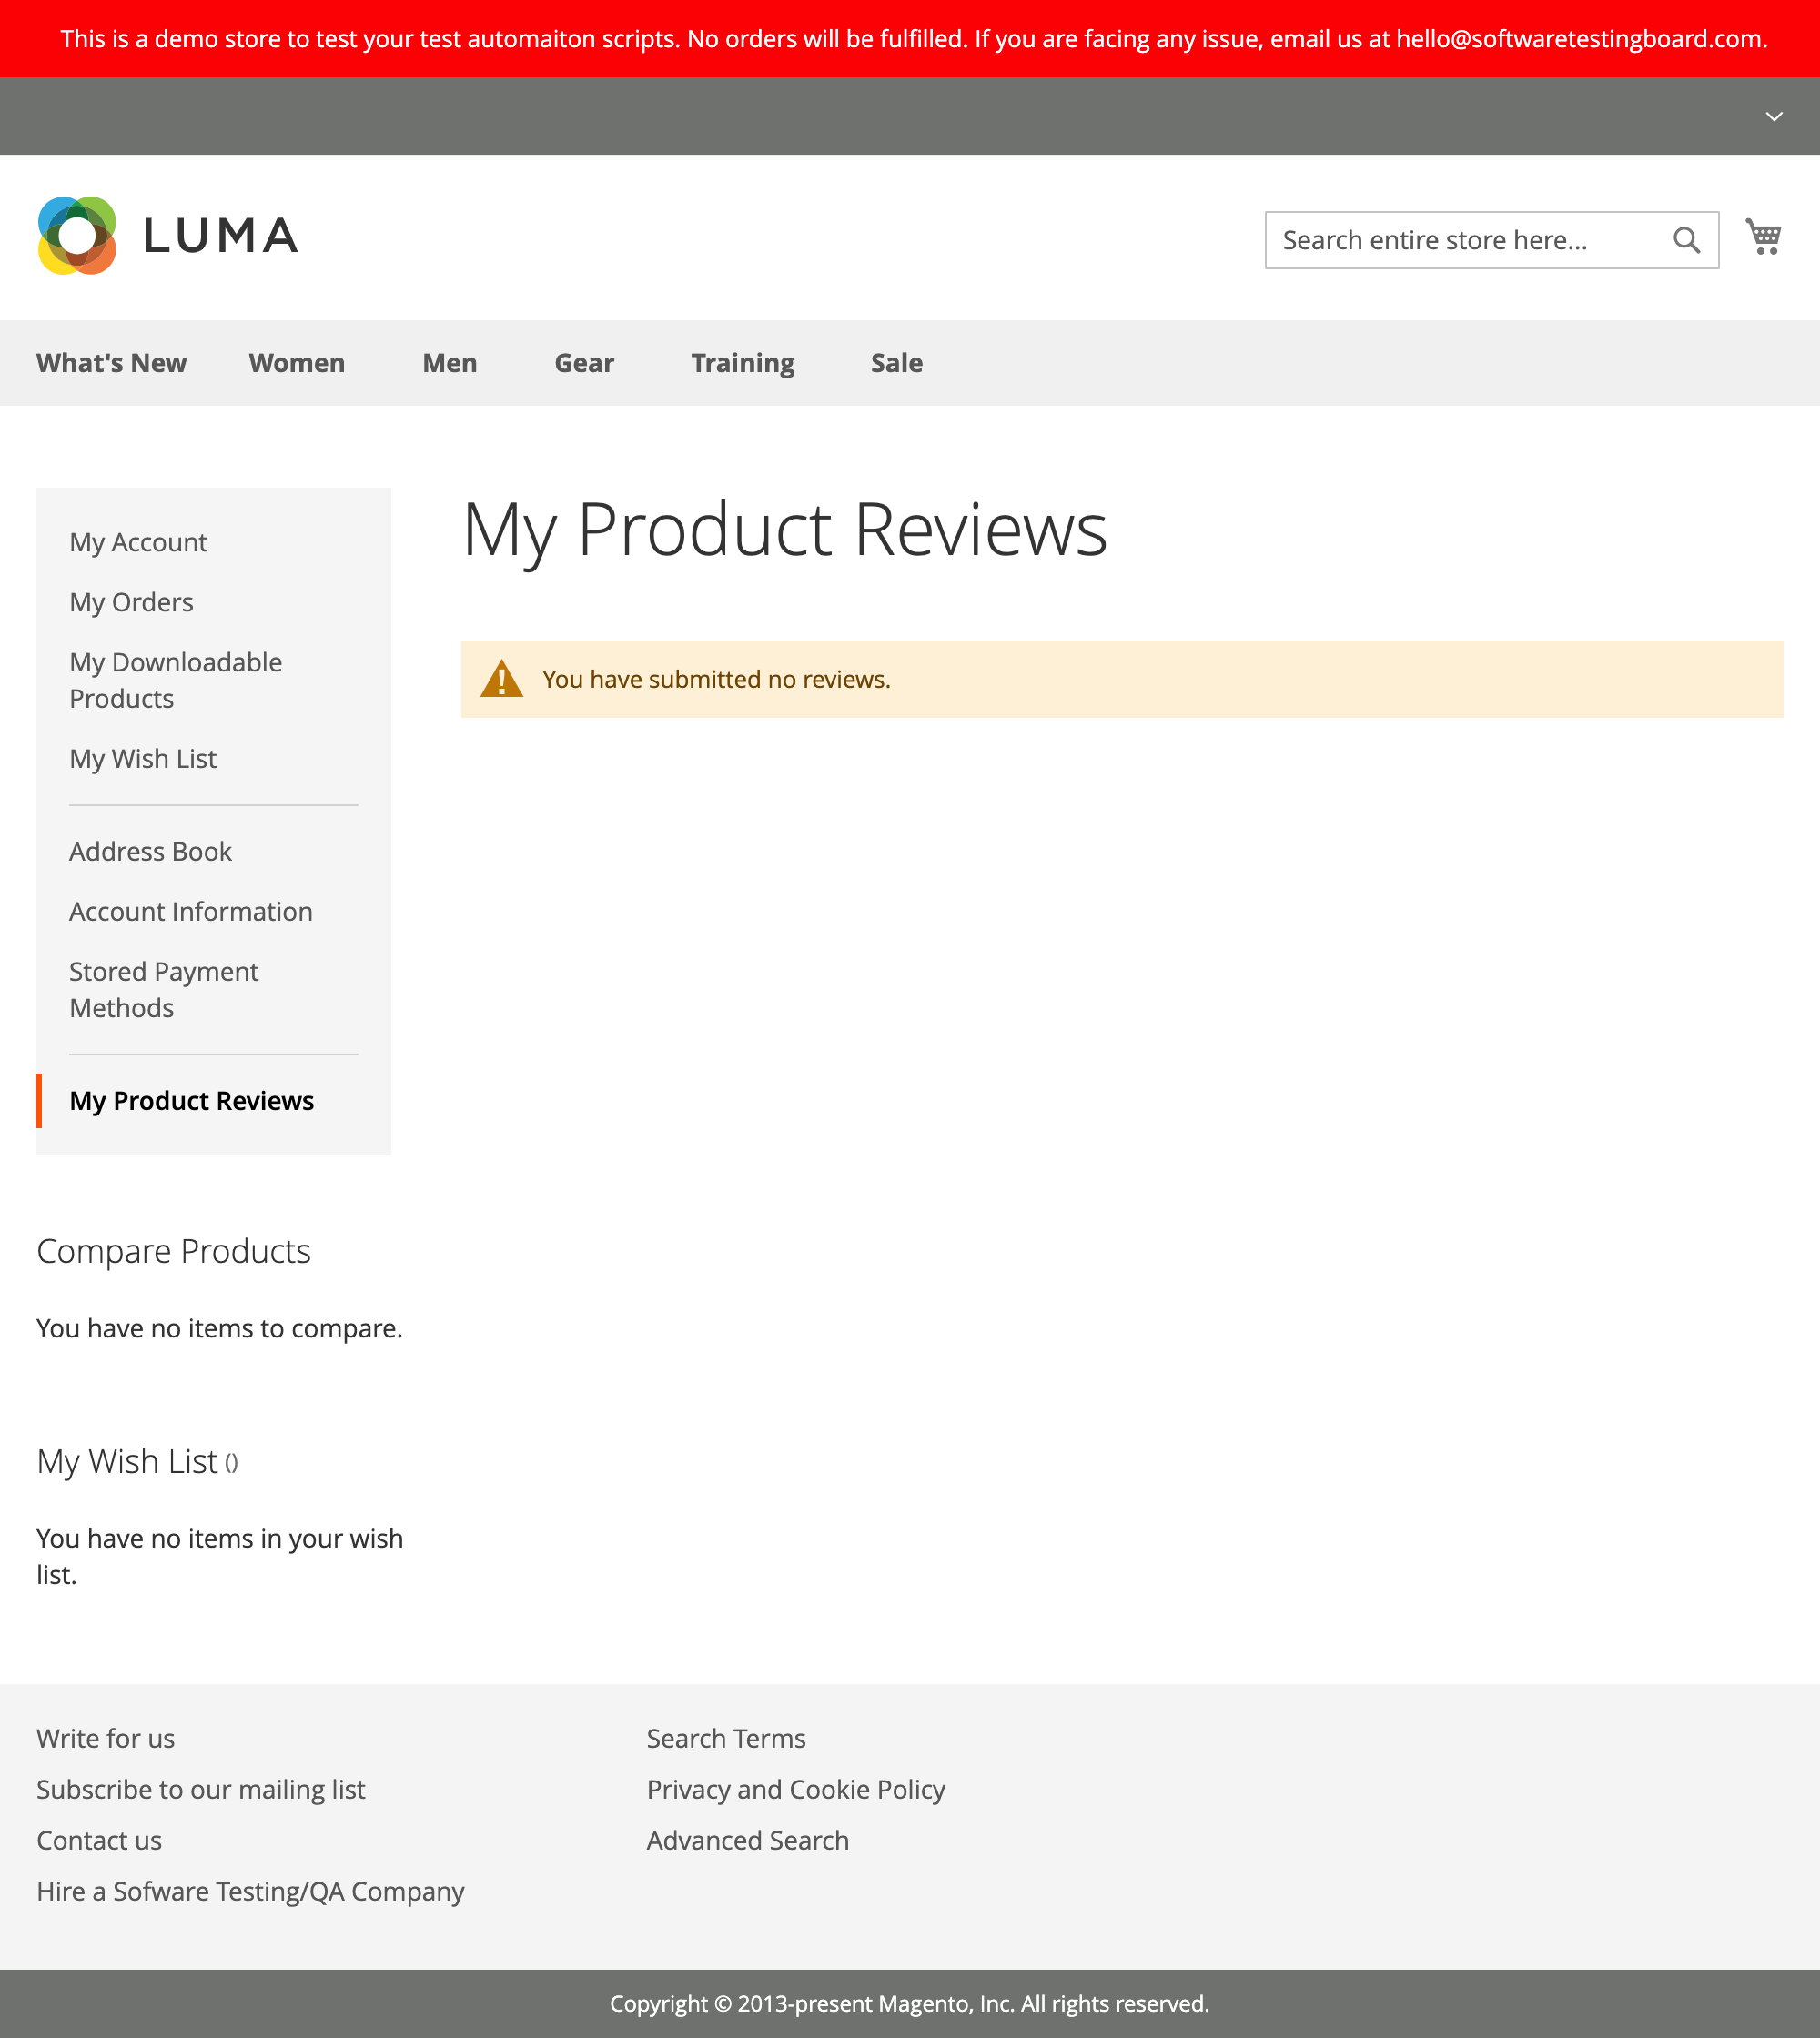 This is a demo store to test your test automaiton scripts. No orders will be fulfilled. If you are facing any issue, email us at hello@softwaretestingboard.com.
LUMA
Search entire store here...
What's New
Women
Men
Gear
Training
Sale
My Account
My Orders
My Downloadable
Products
My Wish List
Address Book
Account Information
Stored Payment
Methods
My Product Reviews
My Product Reviews
You have submitted no reviews.
Compare Products
You have no items to compare.
My Wish List ()
You have no items in your wish
list.
Write for us
Subscribe to our mailing list
Contact us
Hire a Sofware Testing/QA Company
Search Terms
Privacy and Cookie Policy
Advanced Search
Copyright © 2013-present Magento, Inc. All rights reserved.